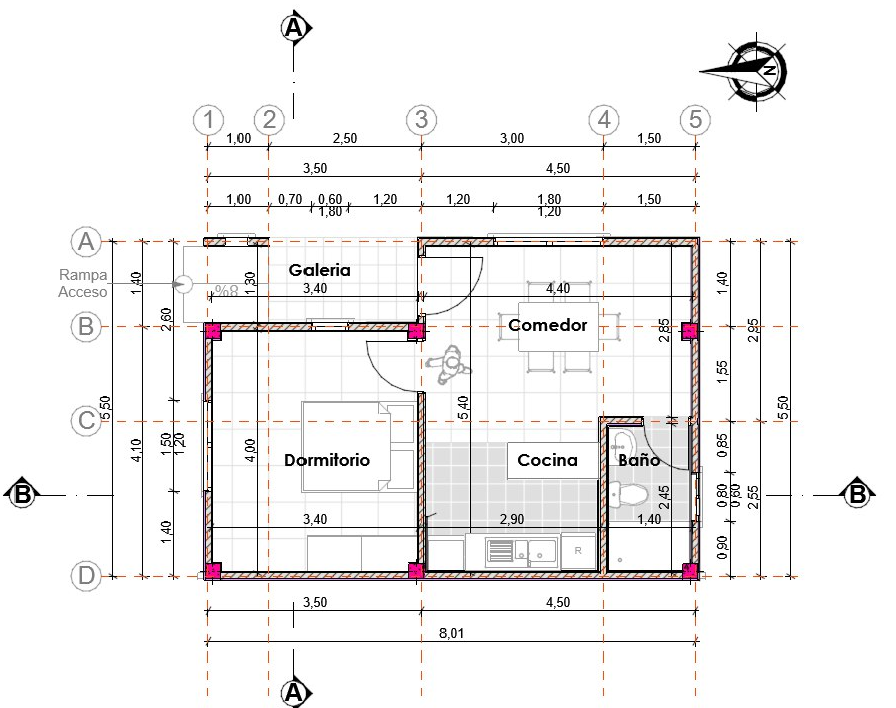 A
N
1 2 3 4 5
1,00 2,50 3,00 1,50
3,50 4,50
1,00 0,70 0,60 1,20 1,20 1,80 1,50
1,80 1,20
A
Galeria
Rampa
Acceso
%8
1,40
1,30
3,40
4,40
1,40
B
2,60
Comedor
2,85
2,95
1,55
5,50
5,40
5,50
C
4,10
1,50
1,20
4,00
Dormitorio
Cocina
Baño
0,85
B
B
2,45
0,80
0,60
2,55
3,40
2,90
1,40
1,40
R
0,90
D
3,50 4,50
8,01
A